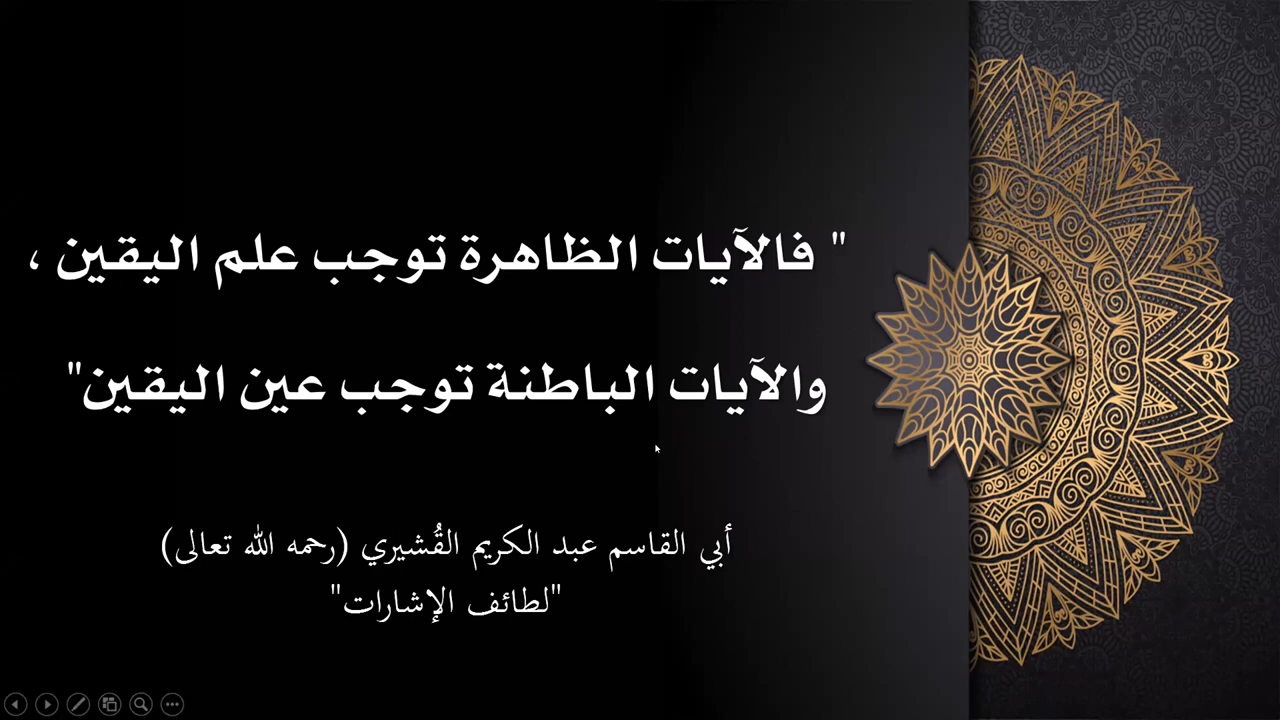 " فالآيات الظاهرة توجب علم اليقين ،
والآيات الباطنة توجب عين اليقين"
أبي القاسم عبد الكريم القُشيري (رحمه الله تعالى)
"لطائف الإشارات"